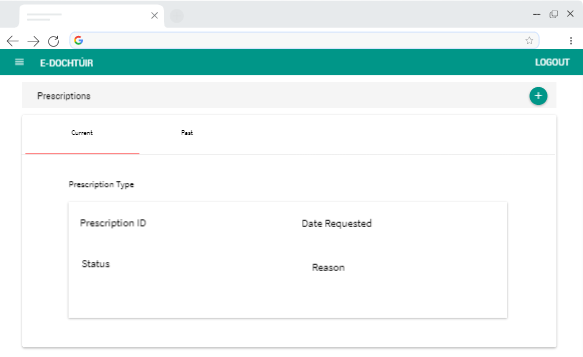 E-DOCHTÚIR LOGOUT
Prescriptions
Current Past
Prescription Type
Prescription ID Date Requested
Status Reason